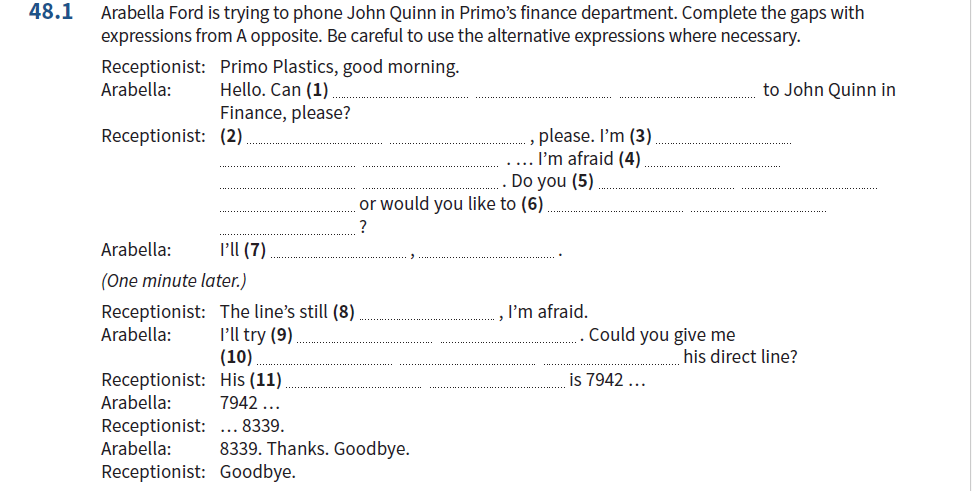 48.1 Arabella Ford is trying to phone John Quinn in Primo’s finance department. Complete the gaps with
expressions from A opposite. Be careful to use the alternative expressions where necessary.
Receptionist: Primo Plastics, good morning.
Arabella: Hello. Can (1) ............ ............ ............ to John Quinn in
Finance, please?
Receptionist: (2) ............ ............ , please. I’m (3) ............
............ ............ . ... I’m afraid (4) ............
............ ............ . Do you (5) ............ ............
............ or would you like to (6) ............ ............
............ ?
Arabella: I’ll (7) ............ , ............ .
(One minute later.)
Receptionist: The line’s still (8) ............ , I’m afraid.
Arabella: I’ll try (9) ............ ............ . Could you give me
(10) ............ ............ ............ his direct line?
Receptionist: His (11) ............ ............ is 7942 ...
Arabella: 7942 ...
Receptionist: ... 8339.
Arabella: 8339. Thanks. Goodbye.
Receptionist: Goodbye.